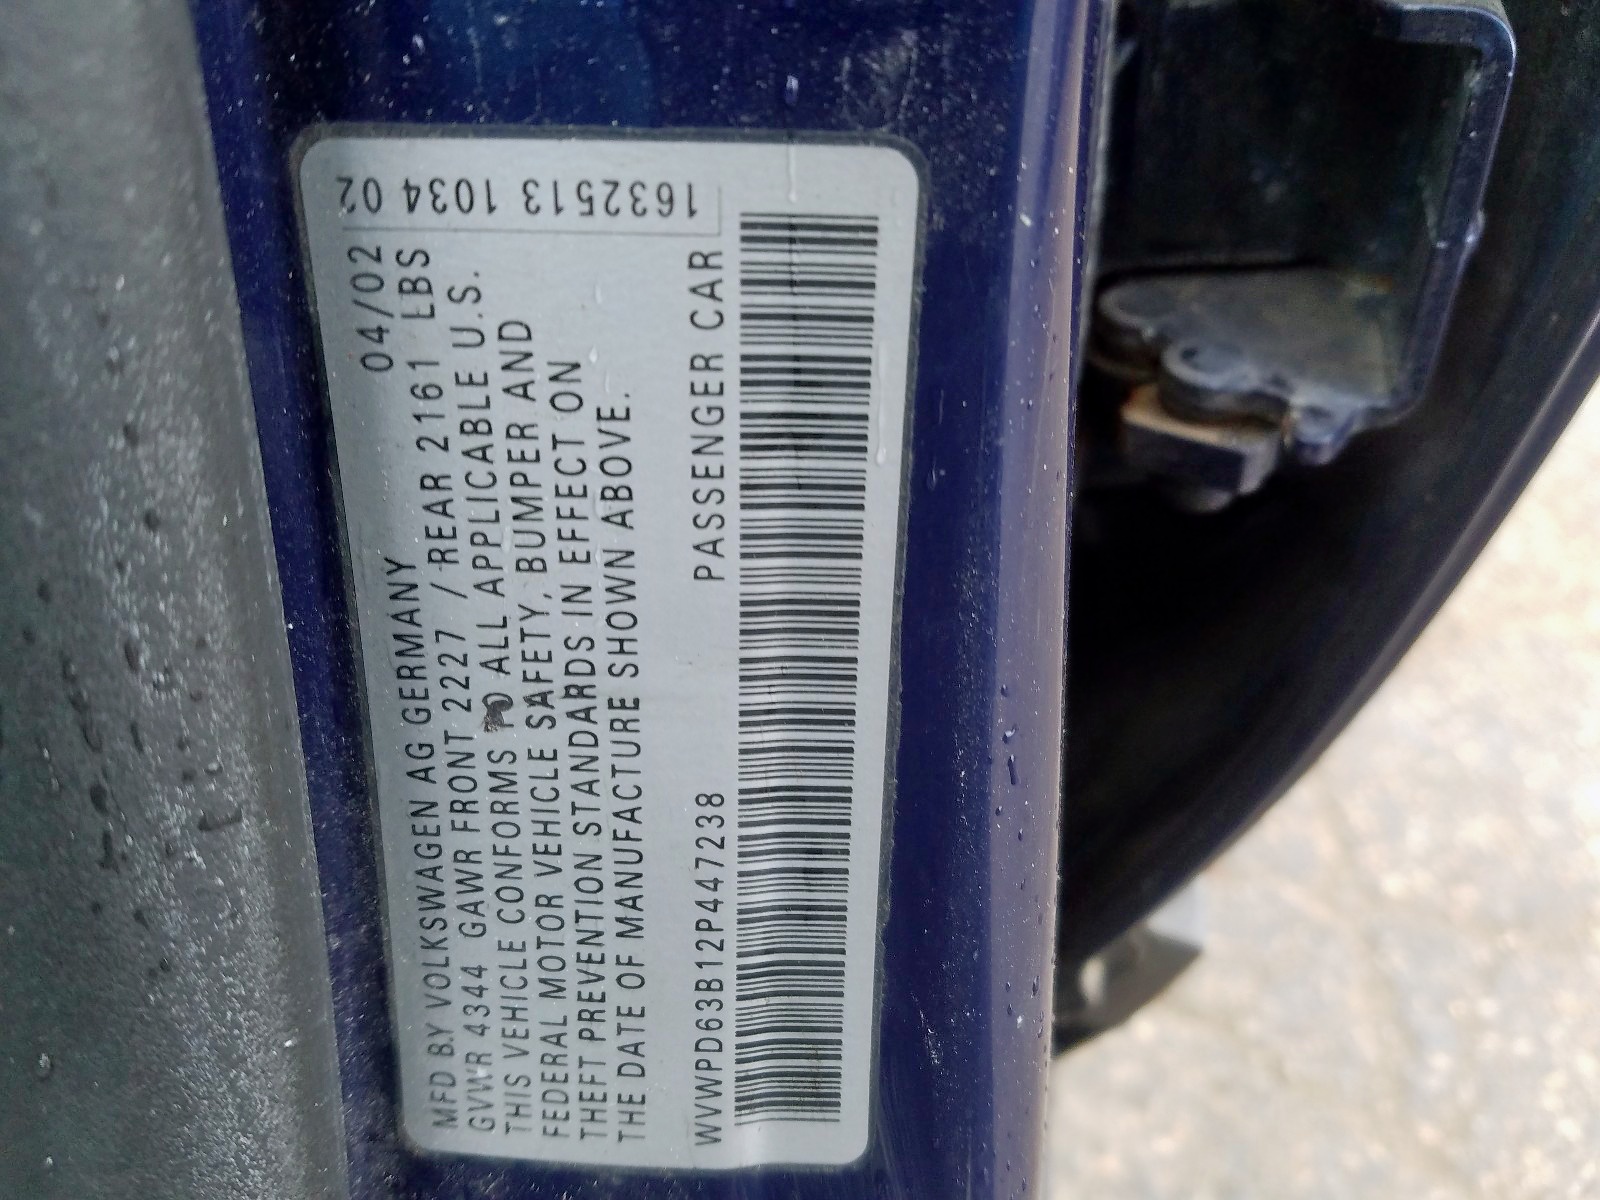 MFD BY VOLKSWAGEN AG GERMANY 04/02
GVWR 4344 GAWR FRONT 2227 / REAR 2161 LBS
THIS VEHICLE CONFORMS TO ALL APPLICABLE U.S.
FEDERAL MOTOR VEHICLE SAFETY, BUMPER AND
THEFT PREVENTION STANDARDS IN EFFECT ON
THE DATE OF MANUFACTURE SHOWN ABOVE.
WVWPD63B12P447238 PASSENGER CAR
1632513 1034 02